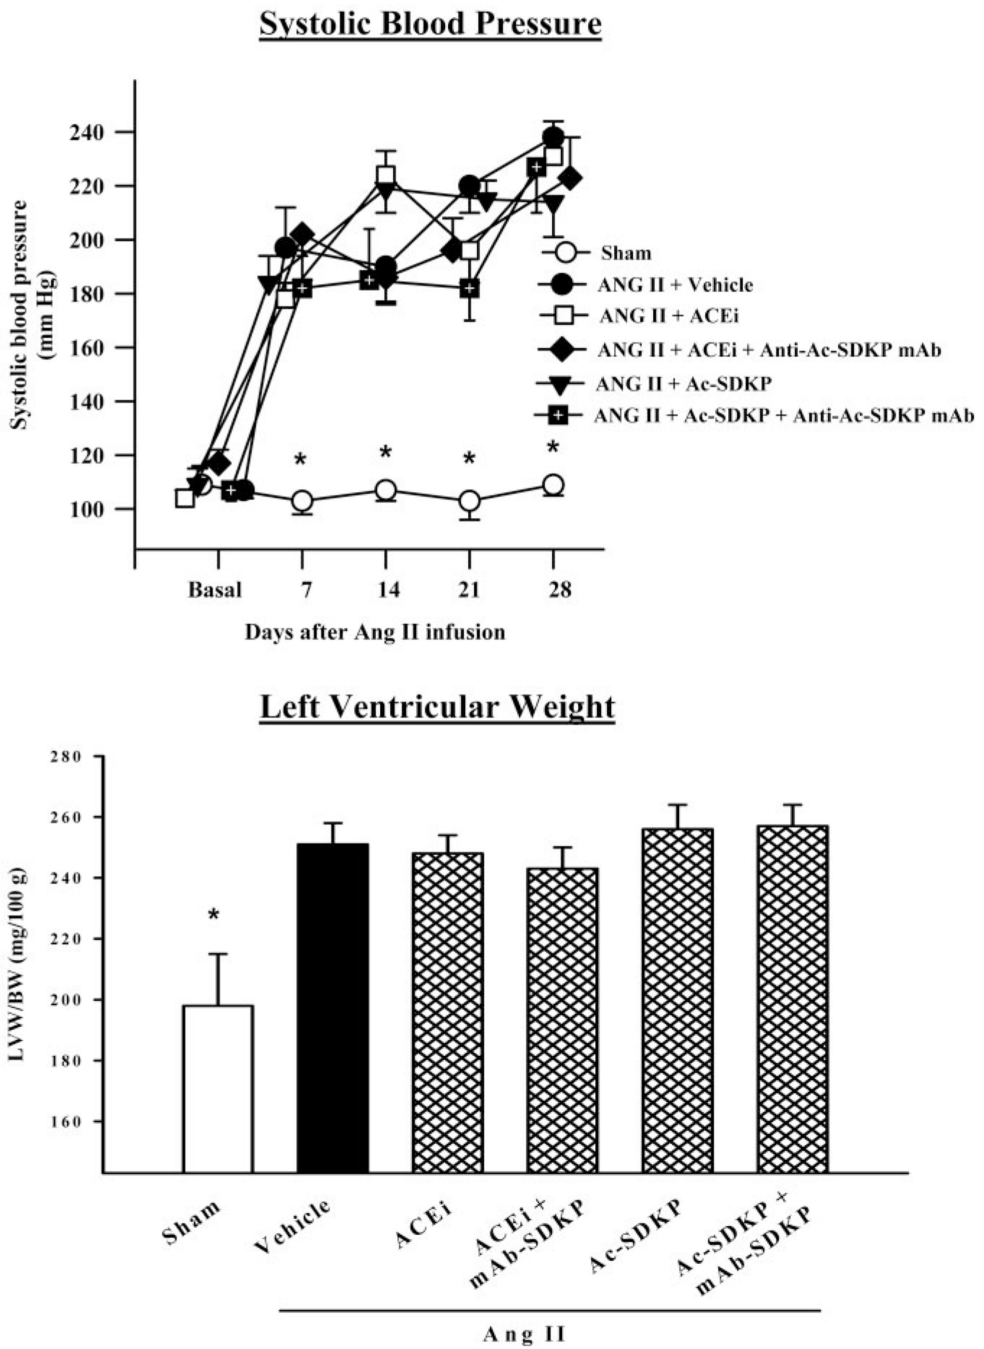 Systolic Blood Pressure
240
220
200
180
160
140
120
100
Systolic blood pressure
(mm Hg)
Sham
ANG II + Vehicle
ANG II + ACEi
ANG II + ACEi + Anti-Ac-SDKP mAb
ANG II + Ac-SDKP
ANG II + Ac-SDKP + Anti-Ac-SDKP mAb
* * * *
Basal 7 14 21 28
Days after Ang II infusion
Left Ventricular Weight
280
260
240
220
200
180
160
LVW/BW (mg/100 g)
*
Sham
Vehicle
ACEi
ACEi +
mAb-SDKP
Ac-SDKP
Ac-SDKP +
mAb-SDKP
Ang II